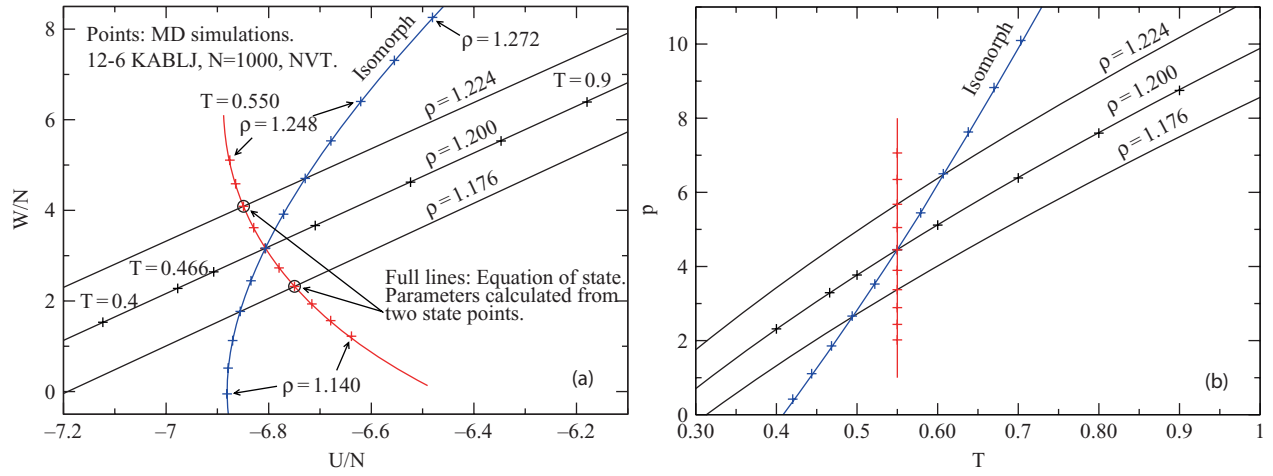 Points: MD simulations.
12-6 KABLJ, N=1000, NVT.
Isomorph
ρ = 1.272
T = 0.550
ρ = 1.248
ρ = 1.224
T = 0.9
ρ = 1.200
ρ = 1.176
T = 0.466
T = 0.4
Full lines: Equation of state.
Parameters calculated from
two state points.
ρ = 1.140
(a)
8
6
4
2
0
W/N
−7.2
−7
−6.8
−6.6
−6.4
−6.2
U/N
Isomorph
ρ = 1.224
ρ = 1.200
ρ = 1.176
(b)
10
8
6
4
2
0
p
0.30
0.40
0.50
0.60
0.70
0.80
0.90
1
T